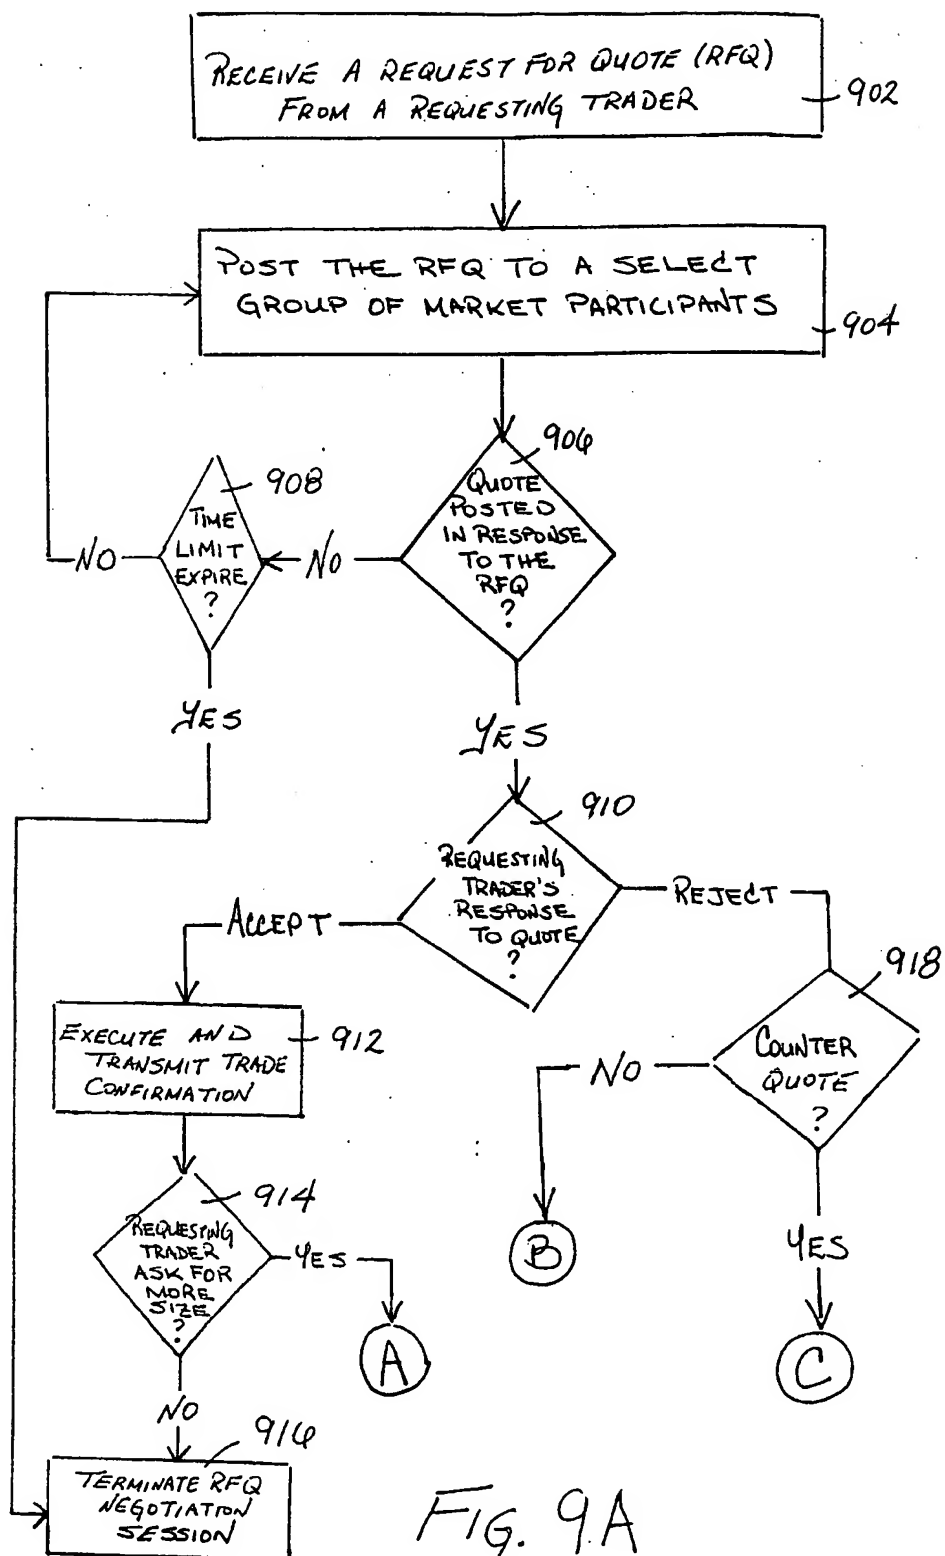 RECEIVE A REQUEST FOR QUOTE (RFQ)
FROM A REQUESTING TRADER
902
POST THE RFQ TO A SELECT
GROUP OF MARKET PARTICIPANTS
904
906
QUOTE
POSTED
IN RESPONSE
TO THE
RFQ
?
908
TIME
LIMIT
EXPIRE
?
NO
NO
YES
YES
910
REQUESTING
TRADER'S
RESPONSE
TO QUOTE
?
ACCEPT
REJECT
912
EXECUTE AND
TRANSMIT TRADE
CONFIRMATION
918
COUNTER
QUOTE
?
NO
B
YES
C
914
REQUESTING
TRADER
ASK FOR
MORE
SIZE
?
YES
A
NO
916
TERMINATE RFQ
NEGOTIATION
SESSION
FIG. 9A